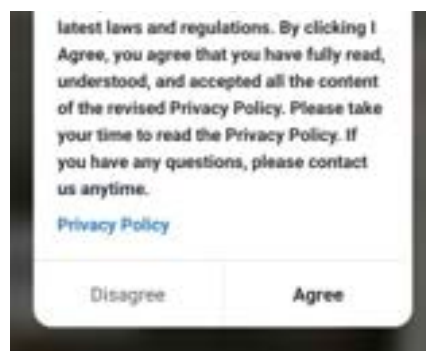 latest laws and regulations. By clicking I
Agree, you agree that you have fully read,
understood, and accepted all the content
of the revised Privacy Policy. Please take
your time to read the Privacy Policy. If
you have any questions, please contact
us anytime.
Privacy Policy
Disagree
Agree